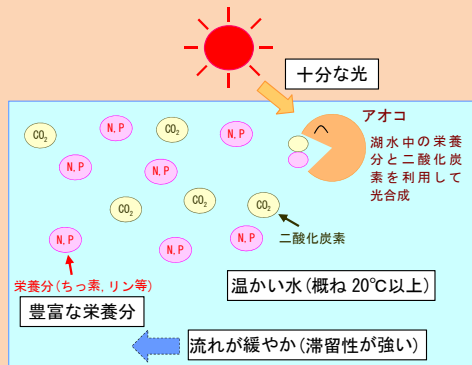 十分な光
アオコ
湖水中の栄養
分と二酸化炭
素を利用して
光合成
CO₂
N,P
CO₂
N,P
N,P
N,P
CO₂
CO₂
CO₂
N,P
N,P
N,P
二酸化炭素
栄養分(ちっ素,リン等)
豊富な栄養分
温かい水(概ね 20℃以上)
流れが緩やか(滞留性が強い)